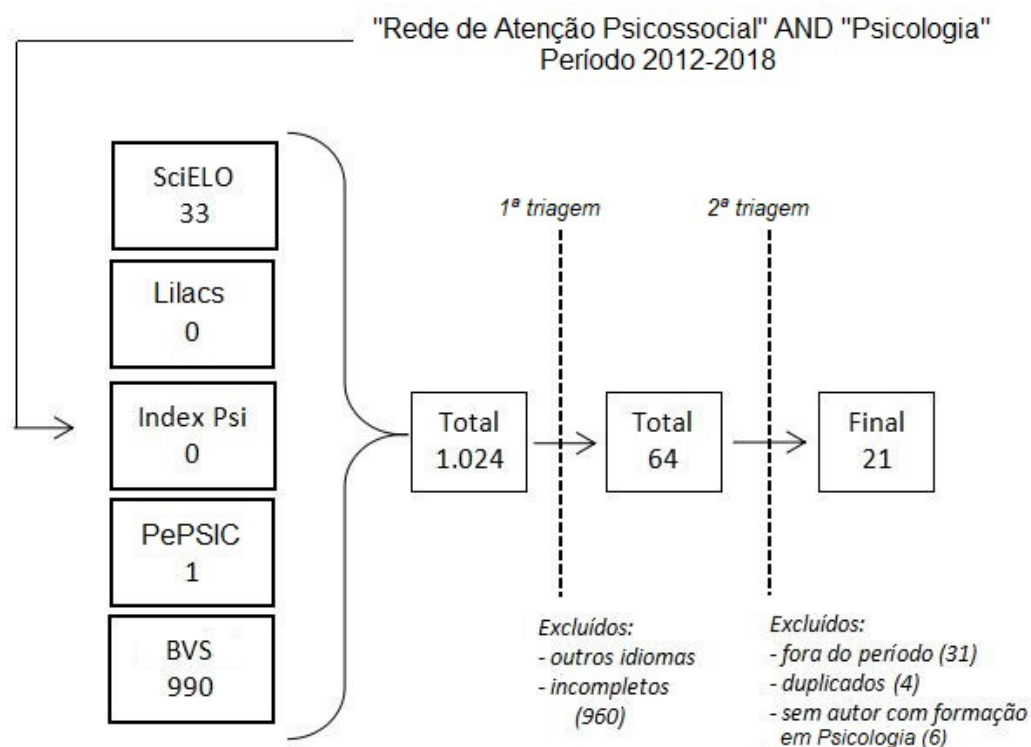 "Rede de Atenção Psicossocial" AND "Psicologia"
Período 2012-2018
SciELO
33
Lilacs
0
Index Psi
0
PePSIC
1
BVS
990
Total
1.024
1ª triagem
Excluídos:
- outros idiomas
- incompletos
(960)
Total
64
2ª triagem
Excluídos:
- fora do período (31)
- duplicados (4)
- sem autor com formação
em Psicologia (6)
Final
21